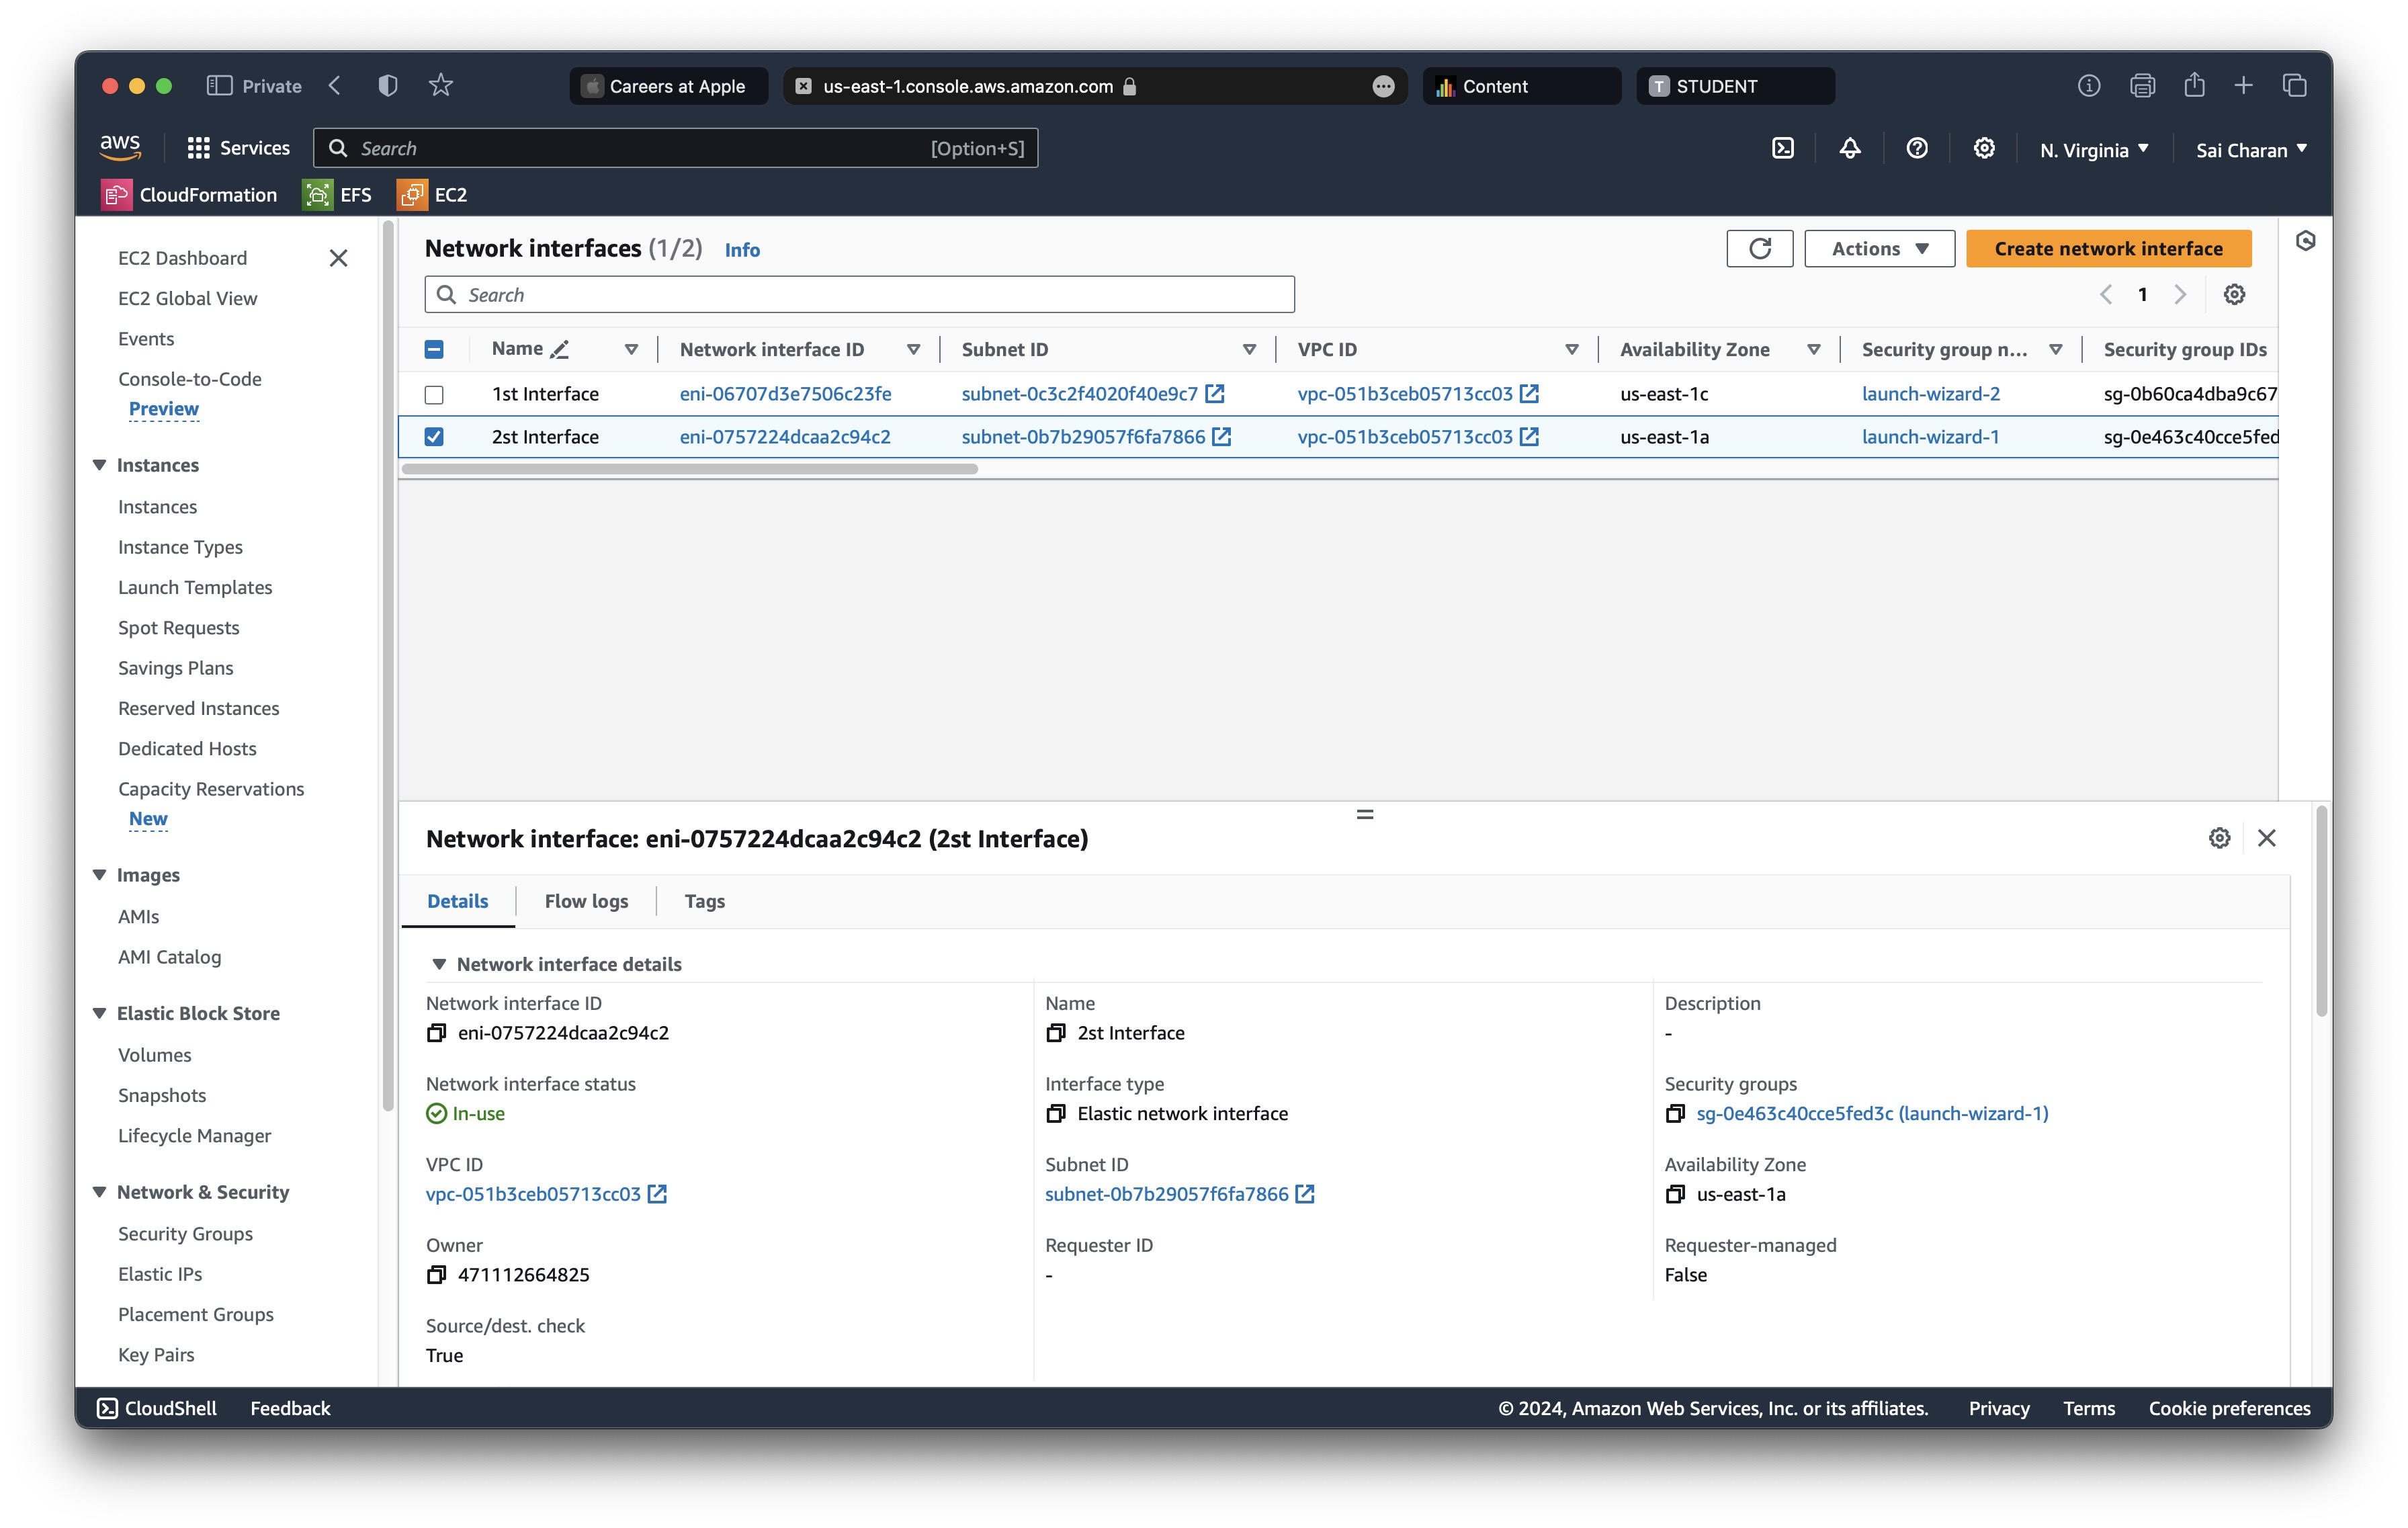 Private
Careers at Apple
us-east-1.console.aws.amazon.com
Content
T STUDENT
aws
Services
Search [Option+S]
N. Virginia
Sai Charan
CloudFormation
EFS
EC2
EC2 Dashboard
EC2 Global View
Events
Console-to-Code
Preview
Instances
Instances
Instance Types
Launch Templates
Spot Requests
Savings Plans
Reserved Instances
Dedicated Hosts
Capacity Reservations
New
Images
AMIs
AMI Catalog
Elastic Block Store
Volumes
Snapshots
Lifecycle Manager
Network & Security
Security Groups
Elastic IPs
Placement Groups
Key Pairs
Network interfaces (1/2) Info
Actions
Create network interface
Search
1
Name Network interface ID Subnet ID VPC ID Availability Zone Security group n... Security group IDs
1st Interface eni-06707d3e7506c23fe subnet-0c3c2f4020f40e9c7 vpc-051b3ceb05713cc03 us-east-1c launch-wizard-2 sg-0b60ca4dba9c67
2st Interface eni-0757224dcaa2c94c2 subnet-0b7b29057f6fa7866 vpc-051b3ceb05713cc03 us-east-1a launch-wizard-1 sg-0e463c40cce5fed
Network interface: eni-0757224dcaa2c94c2 (2st Interface)
Details Flow logs Tags
Network interface details
Network interface ID
eni-0757224dcaa2c94c2
Name
2st Interface
Description
-
Network interface status
In-use
Interface type
Elastic network interface
Security groups
sg-0e463c40cce5fed3c (launch-wizard-1)
VPC ID
vpc-051b3ceb05713cc03
Subnet ID
subnet-0b7b29057f6fa7866
Availability Zone
us-east-1a
Owner
471112664825
Requester ID
-
Requester-managed
False
Source/dest. check
True
CloudShell Feedback
© 2024, Amazon Web Services, Inc. or its affiliates. Privacy Terms Cookie preferences